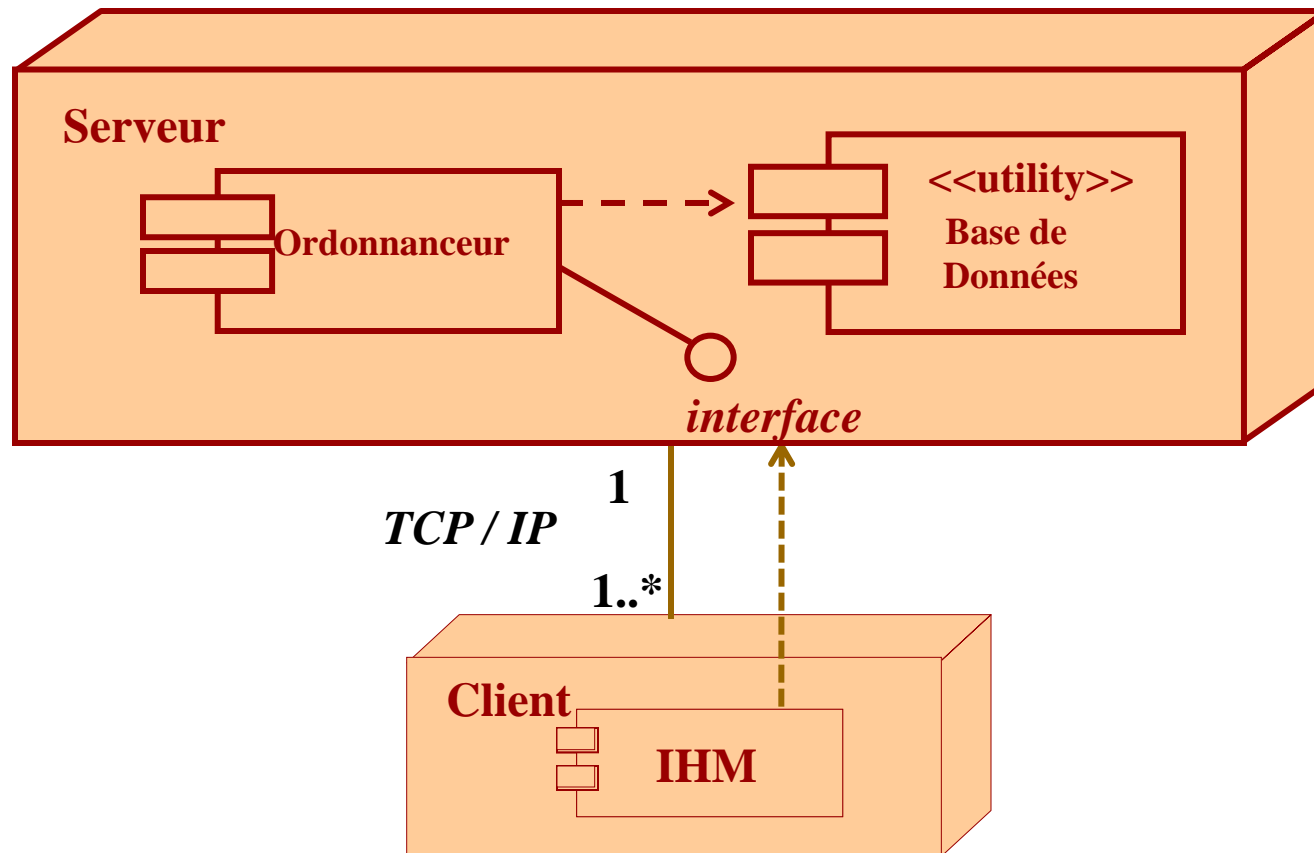 Serveur
Ordonnanceur
<<utility>>
Base de
Données
interface
1
TCP / IP
1..*
Client
IHM